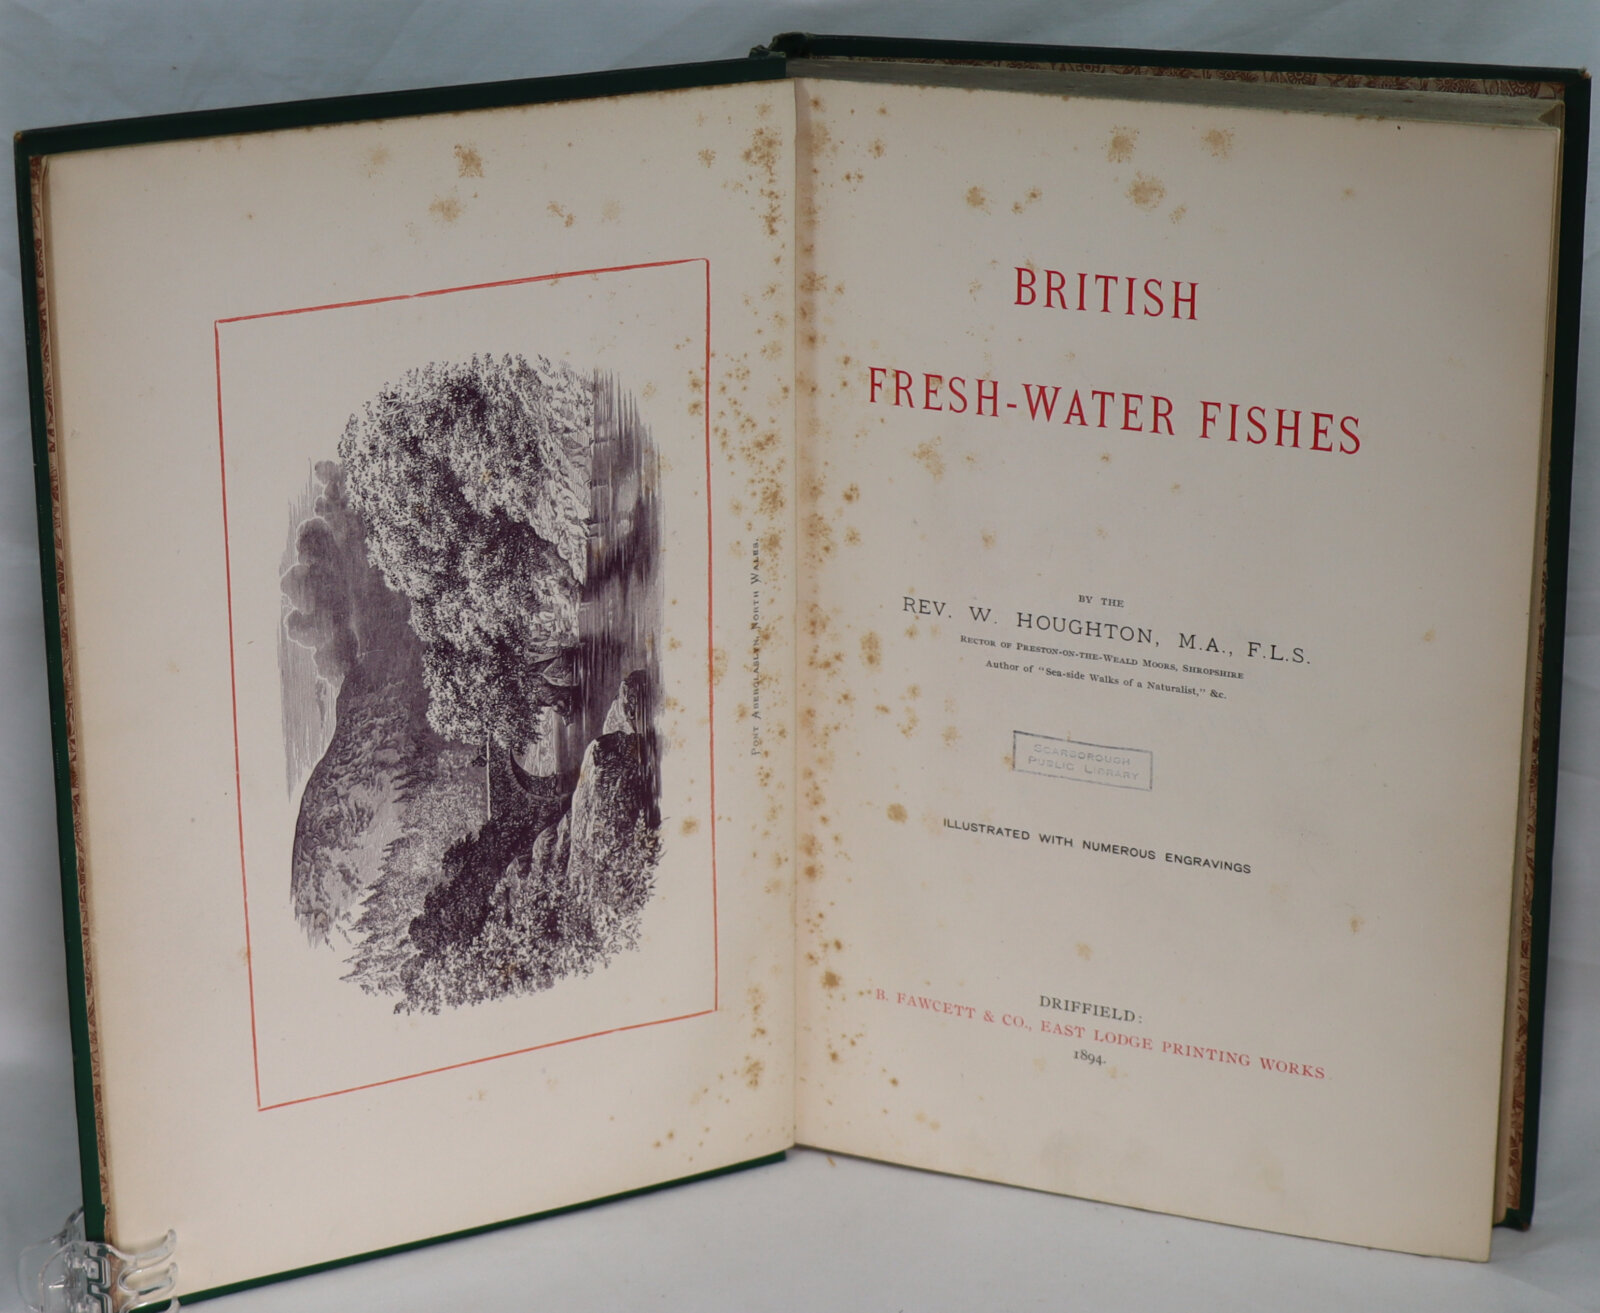 Pont Aberglaslyn, North Wales.
BRITISH
FRESH-WATER FISHES
BY THE
REV. W. HOUGHTON, M.A., F.L.S.
RECTOR OF PRESTON-ON-THE-WEALD MOORS, SHROPSHIRE
Author of "Sea-side Walks of a Naturalist," &c.
SCARBOROUGH
PUBLIC LIBRARY
ILLUSTRATED WITH NUMEROUS ENGRAVINGS
DRIFFIELD:
B. FAWCETT & CO., EAST LODGE PRINTING WORKS
1894.